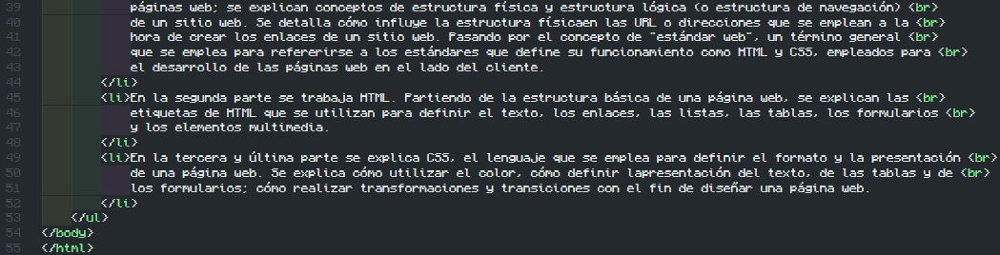 39 páginas web; se explican conceptos de estructura física y estructura lógica (o estructura de navegación) <br>
40 de un sitio web. Se detalla cómo influye la estructura físicaen las URL o direcciones que se emplean a la <br>
41 hora de crear los enlaces de un sitio web. Pasando por el concepto de "estándar web", un término general <br>
42 que se emplea para refererirse a los estándares que define su funcionamiento como HTML y CSS, empleados para <br>
43 el desarrollo de las páginas web en el lado del cliente.
44 </li>
45 <li>En la segunda parte se trabaja HTML. Partiendo de la estructura básica de una página web, se explican las <br>
46 etiquetas de HTML que se utilizan para definir el texto, los enlaces, las listas, las tablas, los formularios <br>
47 y los elementos multimedia.
48 </li>
49 <li>En la tercera y última parte se explica CSS, el lenguaje que se emplea para definir el formato y la presentación <br>
50 de una página web. Se explica cómo utilizar el color, cómo definir lapresentación del texto, de las tablas y de <br>
51 los formularios; cómo realizar transformaciones y transiciones con el fin de diseñar una página web.
52 </li>
53 </ul>
54 </body>
55 </html>